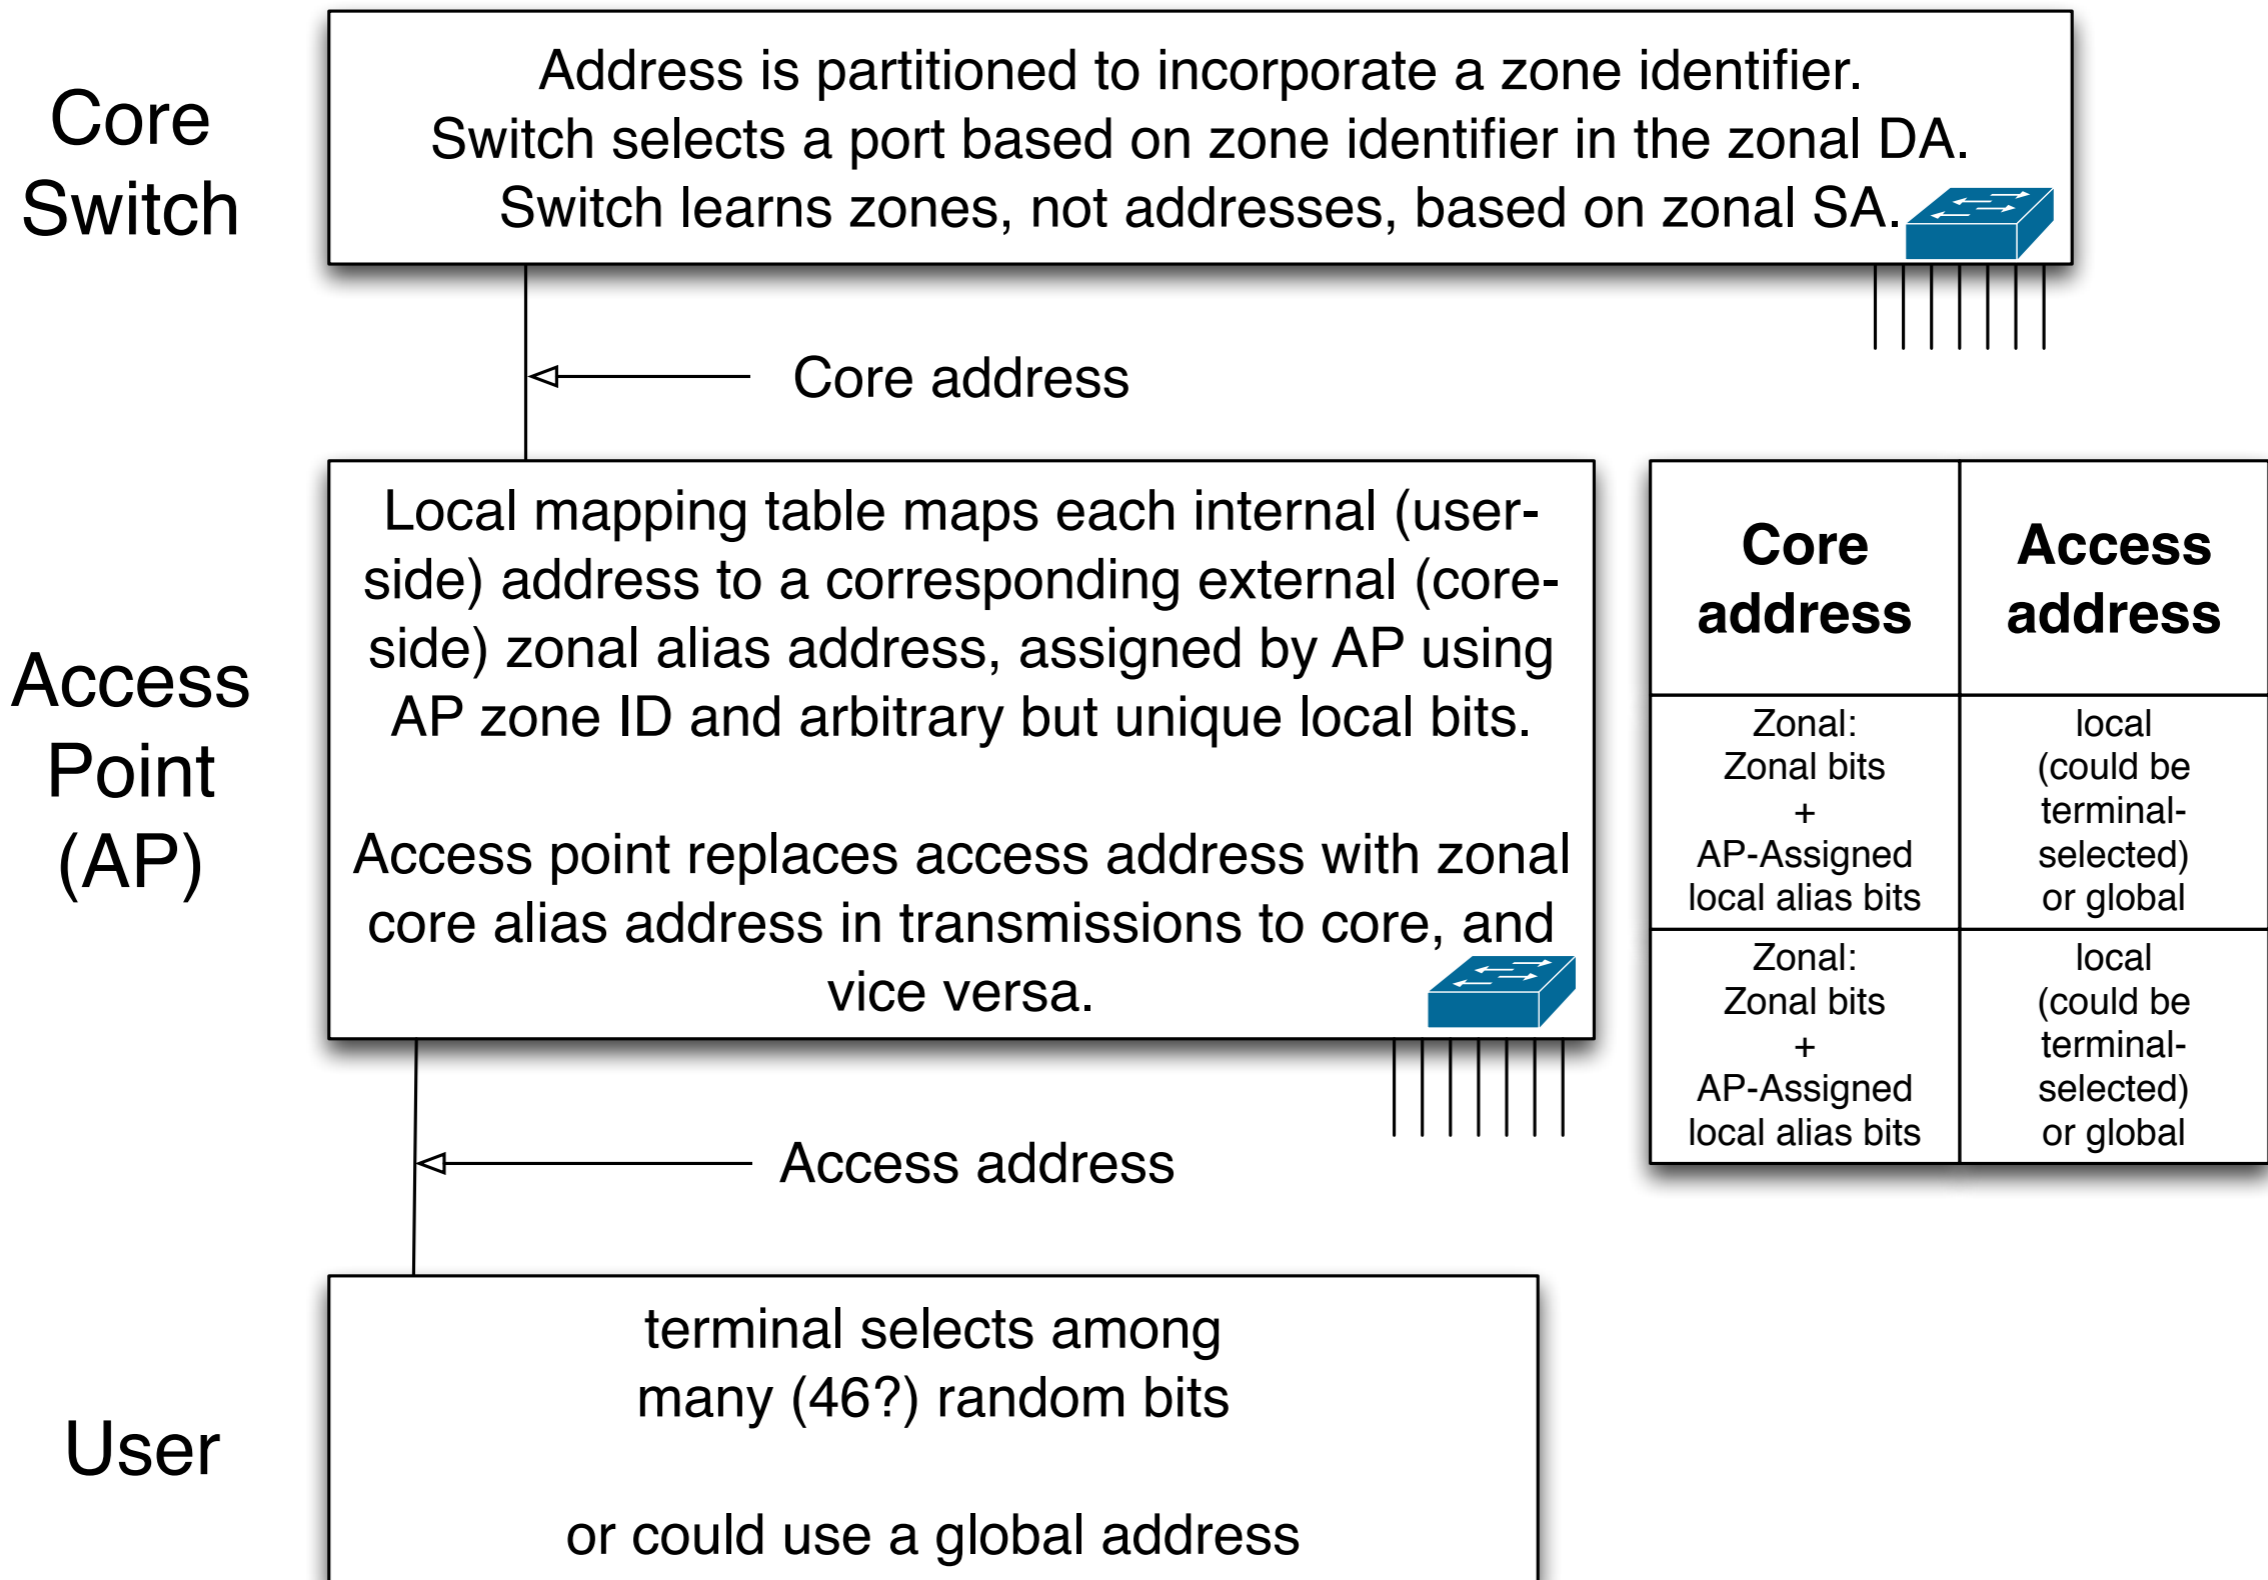 Core
Switch
Address is partitioned to incorporate a zone identifier.
Switch selects a port based on zone identifier in the zonal DA.
Switch learns zones, not addresses, based on zonal SA.
Core address
Access
Point
(AP)
Local mapping table maps each internal (user-
side) address to a corresponding external (core-
side) zonal alias address, assigned by AP using
AP zone ID and arbitrary but unique local bits.
Access point replaces access address with zonal
core alias address in transmissions to core, and
vice versa.
Core
address
Access
address
Zonal:
Zonal bits
+
AP-Assigned
local alias bits
local
(could be
terminal-
selected)
or global
Zonal:
Zonal bits
+
AP-Assigned
local alias bits
local
(could be
terminal-
selected)
or global
Access address
User
terminal selects among
many (46?) random bits
or could use a global address